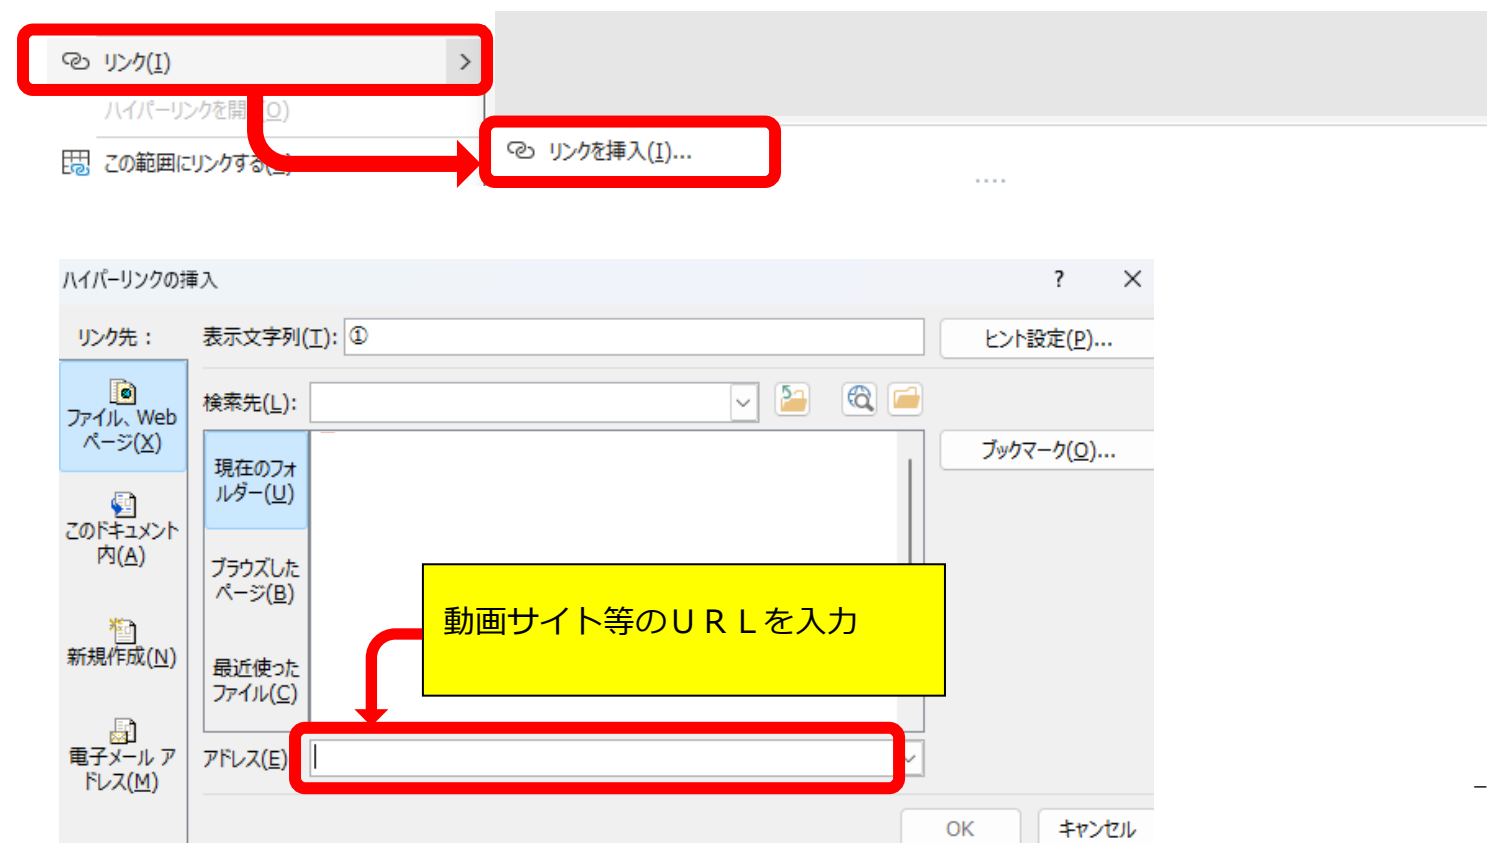 リンク(I)
ハイパーリンクを開 O)
この範囲にリンクする(
リンクを挿入(I)...
ハイパーリンクの挿入
リンク先：
表示文字列(T): ①
ヒント設定(P)...
ファイル、Web
ページ(X)
検索先(L):
ブックマーク(O)...
現在のフォ
ルダー(U)
このドキュメント
内(A)
ブラウズした
ページ(B)
動画サイト等のＵＲＬを入力
新規作成(N)
最近使った
ファイル(C)
電子メール ア
ドレス(M)
アドレス(E)
OK
キャンセル